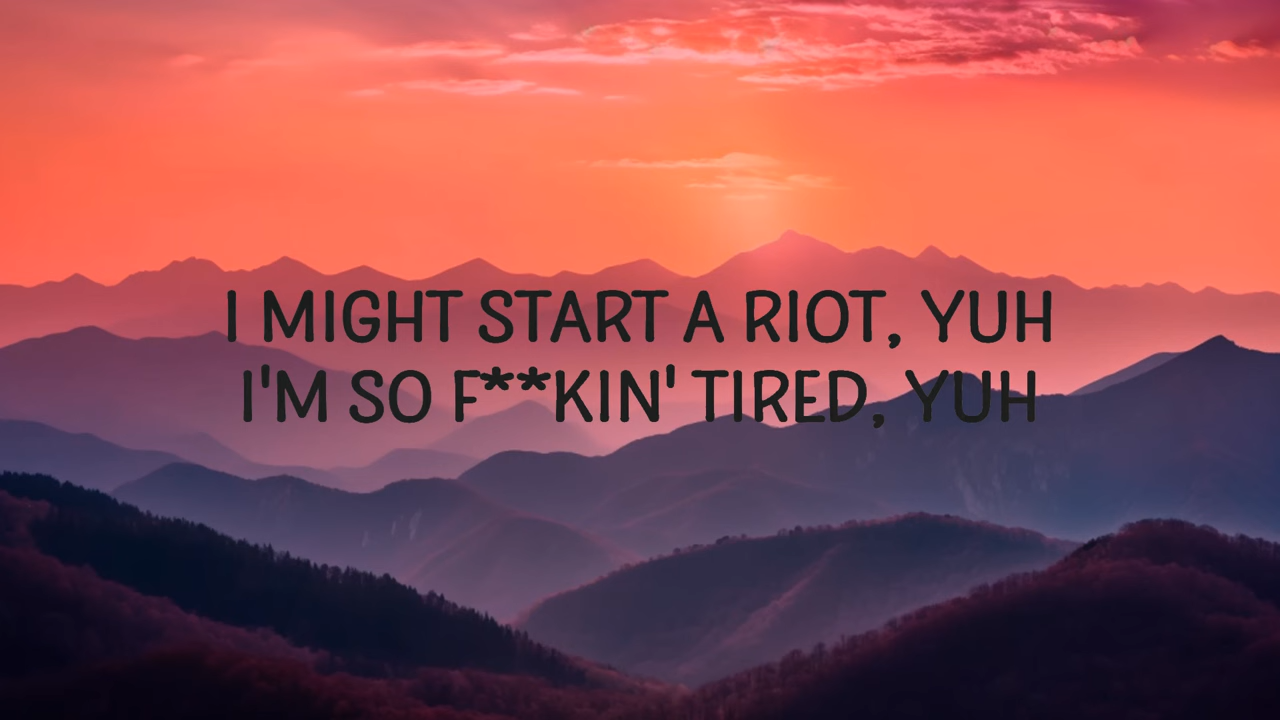 I MIGHT START A RIOT, YUH
I'M SO F**KIN' TIRED, YUH